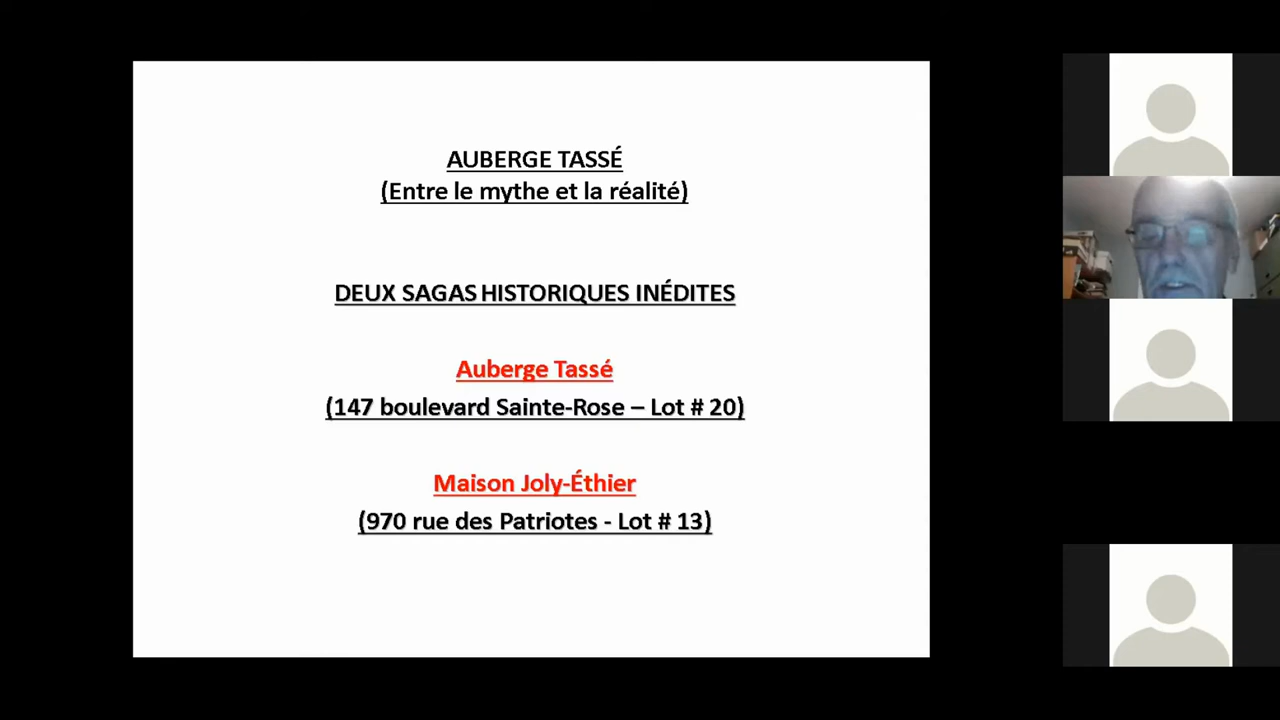 AUBERGE TASSÉ
(Entre le mythe et la réalité)
DEUX SAGAS HISTORIQUES INÉDITES
Auberge Tassé
(147 boulevard Sainte-Rose – Lot # 20)
Maison Joly-Éthier
(970 rue des Patriotes - Lot # 13)